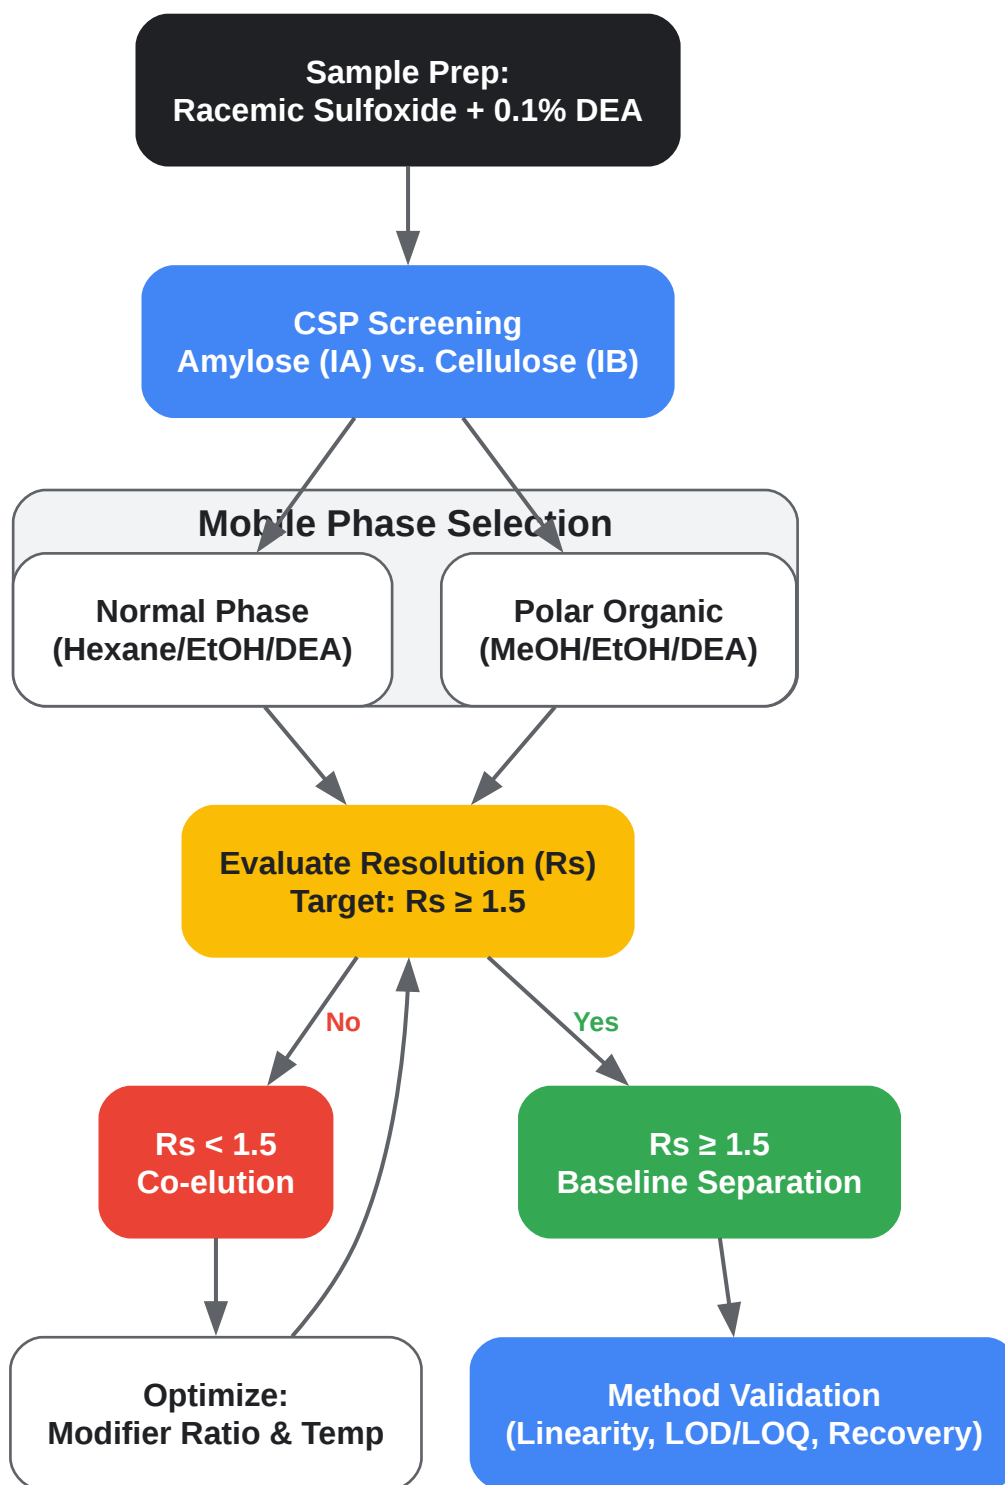 Sample Prep:
Racemic Sulfoxide + 0.1% DEA
CSP Screening
Amylose (IA) vs. Cellulose (IB)
Mobile Phase Selection
Normal Phase
(Hexane/EtOH/DEA)
Polar Organic
(MeOH/EtOH/DEA)
Evaluate Resolution (Rs)
Target: Rs ≥ 1.5
No
Yes
Rs < 1.5
Co-elution
Rs ≥ 1.5
Baseline Separation
Optimize:
Modifier Ratio & Temp
Method Validation
(Linearity, LOD/LOQ, Recovery)